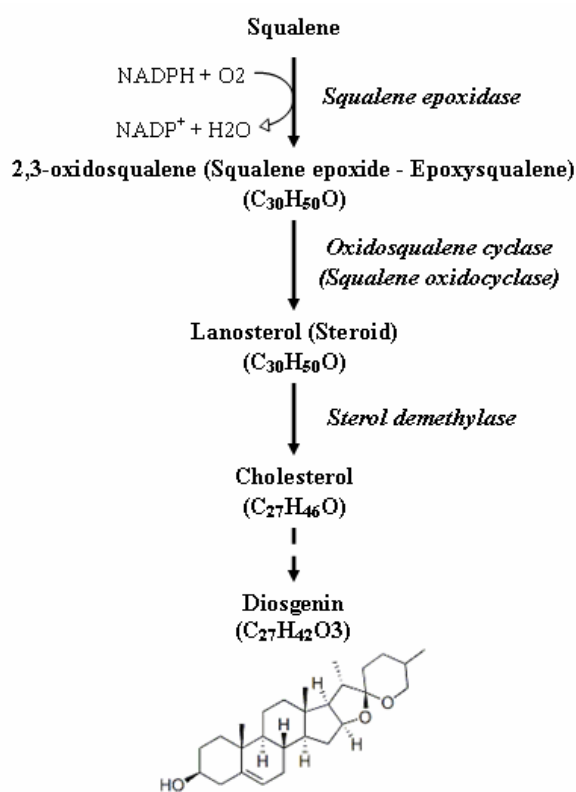 Squalene
NADPH + O2
Squalene epoxidase
NADP⁺ + H2O
2,3-oxidosqualene (Squalene epoxide - Epoxysqualene)
(C₃₀H₅₀O)
Oxidosqualene cyclase
(Squalene oxidocyclase)
Lanosterol (Steroid)
(C₃₀H₅₀O)
Sterol demethylase
Cholesterol
(C₂₇H₄₆O)
Diosgenin
(C₂₇H₄₂O3)
H
O
H
O
H
H
H
HO